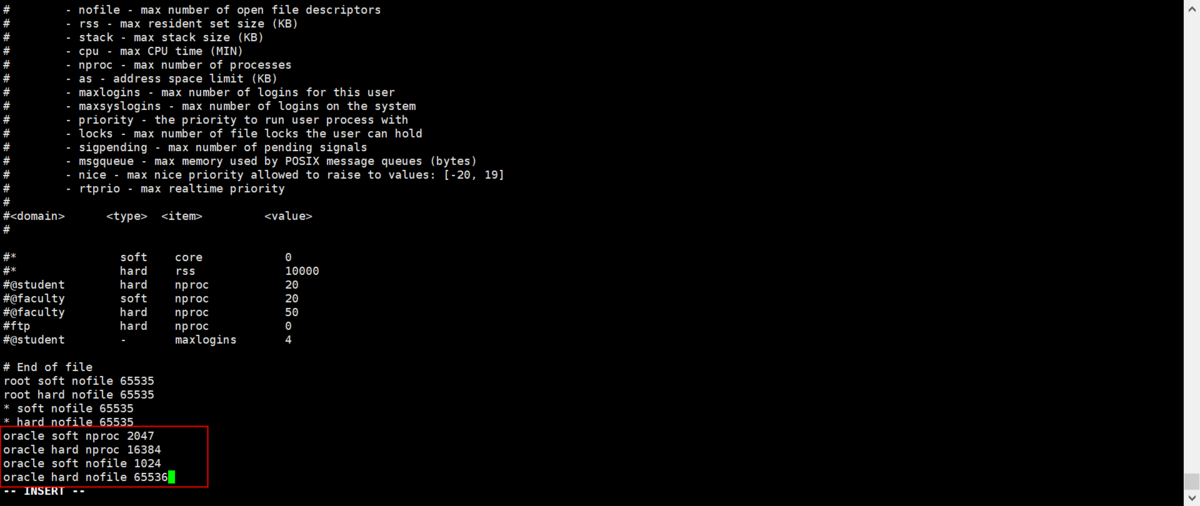 #        - nofile - max number of open file descriptors
#        - rss - max resident set size (KB)
#        - stack - max stack size (KB)
#        - cpu - max CPU time (MIN)
#        - nproc - max number of processes
#        - as - address space limit (KB)
#        - maxlogins - max number of logins for this user
#        - maxsyslogins - max number of logins on the system
#        - priority - the priority to run user process with
#        - locks - max number of file locks the user can hold
#        - sigpending - max number of pending signals
#        - msgqueue - max memory used by POSIX message queues (bytes)
#        - nice - max nice priority allowed to raise to values: [-20, 19]
#        - rtprio - max realtime priority
#
#<domain>      <type>  <item>         <value>
#
#*               soft    core            0
#*               hard    rss             10000
#@student        hard    nproc           20
#@faculty        soft    nproc           20
#@faculty        hard    nproc           50
#ftp             hard    nproc           0
#@student        -       maxlogins       4
# End of file
root soft nofile 65535
root hard nofile 65535
* soft nofile 65535
* hard nofile 65535
oracle soft nproc 2047
oracle hard nproc 16384
oracle soft nofile 1024
oracle hard nofile 65536
-- INSERT --